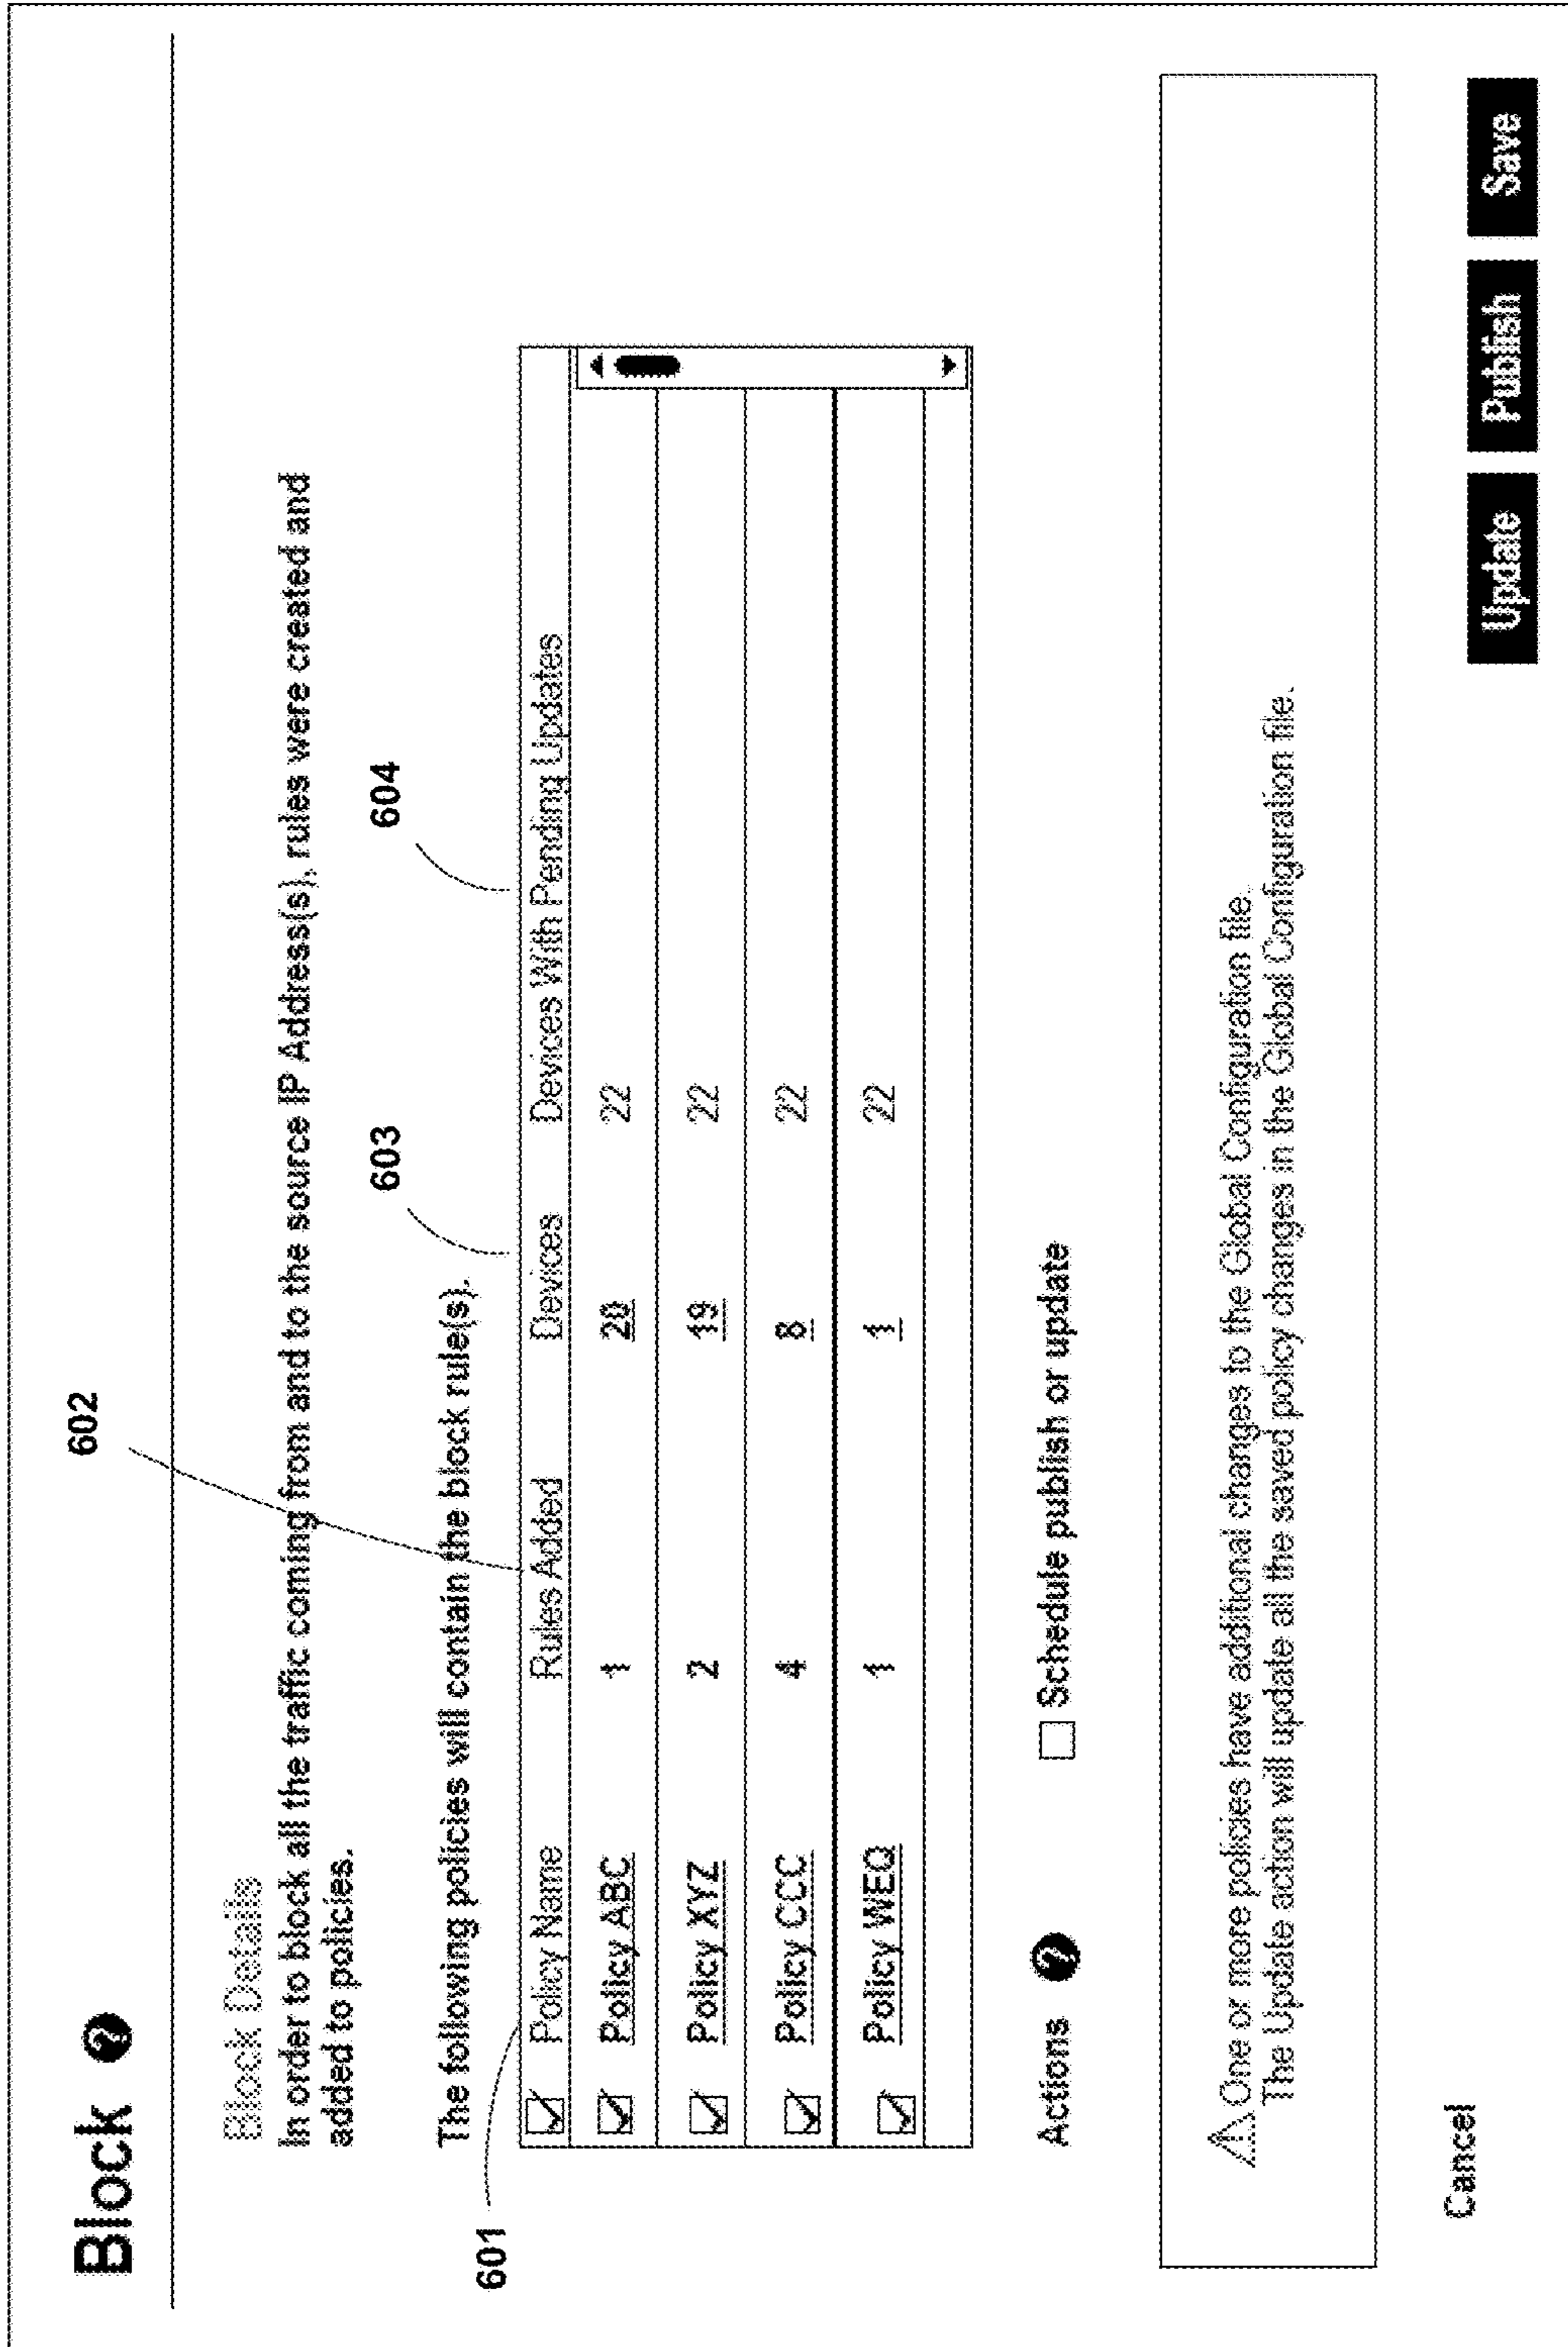 602
Block ?
Block Details
In order to block all the traffic coming from and to the source IP Address(s), rules were created and
added to policies.
603
604
The following policies will contain the block rule(s).
601
Policy Name Rules Added Devices Devices With Pending Updates
Policy ABC 1 20 22
Policy XYZ 2 19 22
Policy CCC 4 8 22
Policy WEQ 1 1 22
Actions ? Schedule publish or update
One or more policies have additional changes to the Global Configuration file.
The Update action will update all the saved policy changes in the Global Configuration file.
Cancel
Update Publish Save